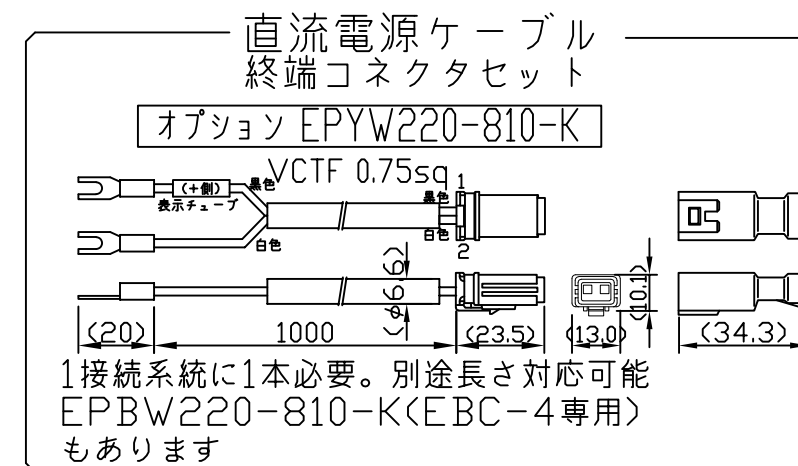 直流電源ケーブル
終端コネクタセット
オプション EPYW220-810-K
VCTF 0.75sq
(+側)
黒色
表示チューブ
白色
黒色
1
白色
2
(φ6.6)
(10.1)
(20)
1000
(23.5)
(13.0)
(34.3)
1接続系統に1本必要。別途長さ対応可能
EPBW220-810-K(EBC-4専用)
もあります